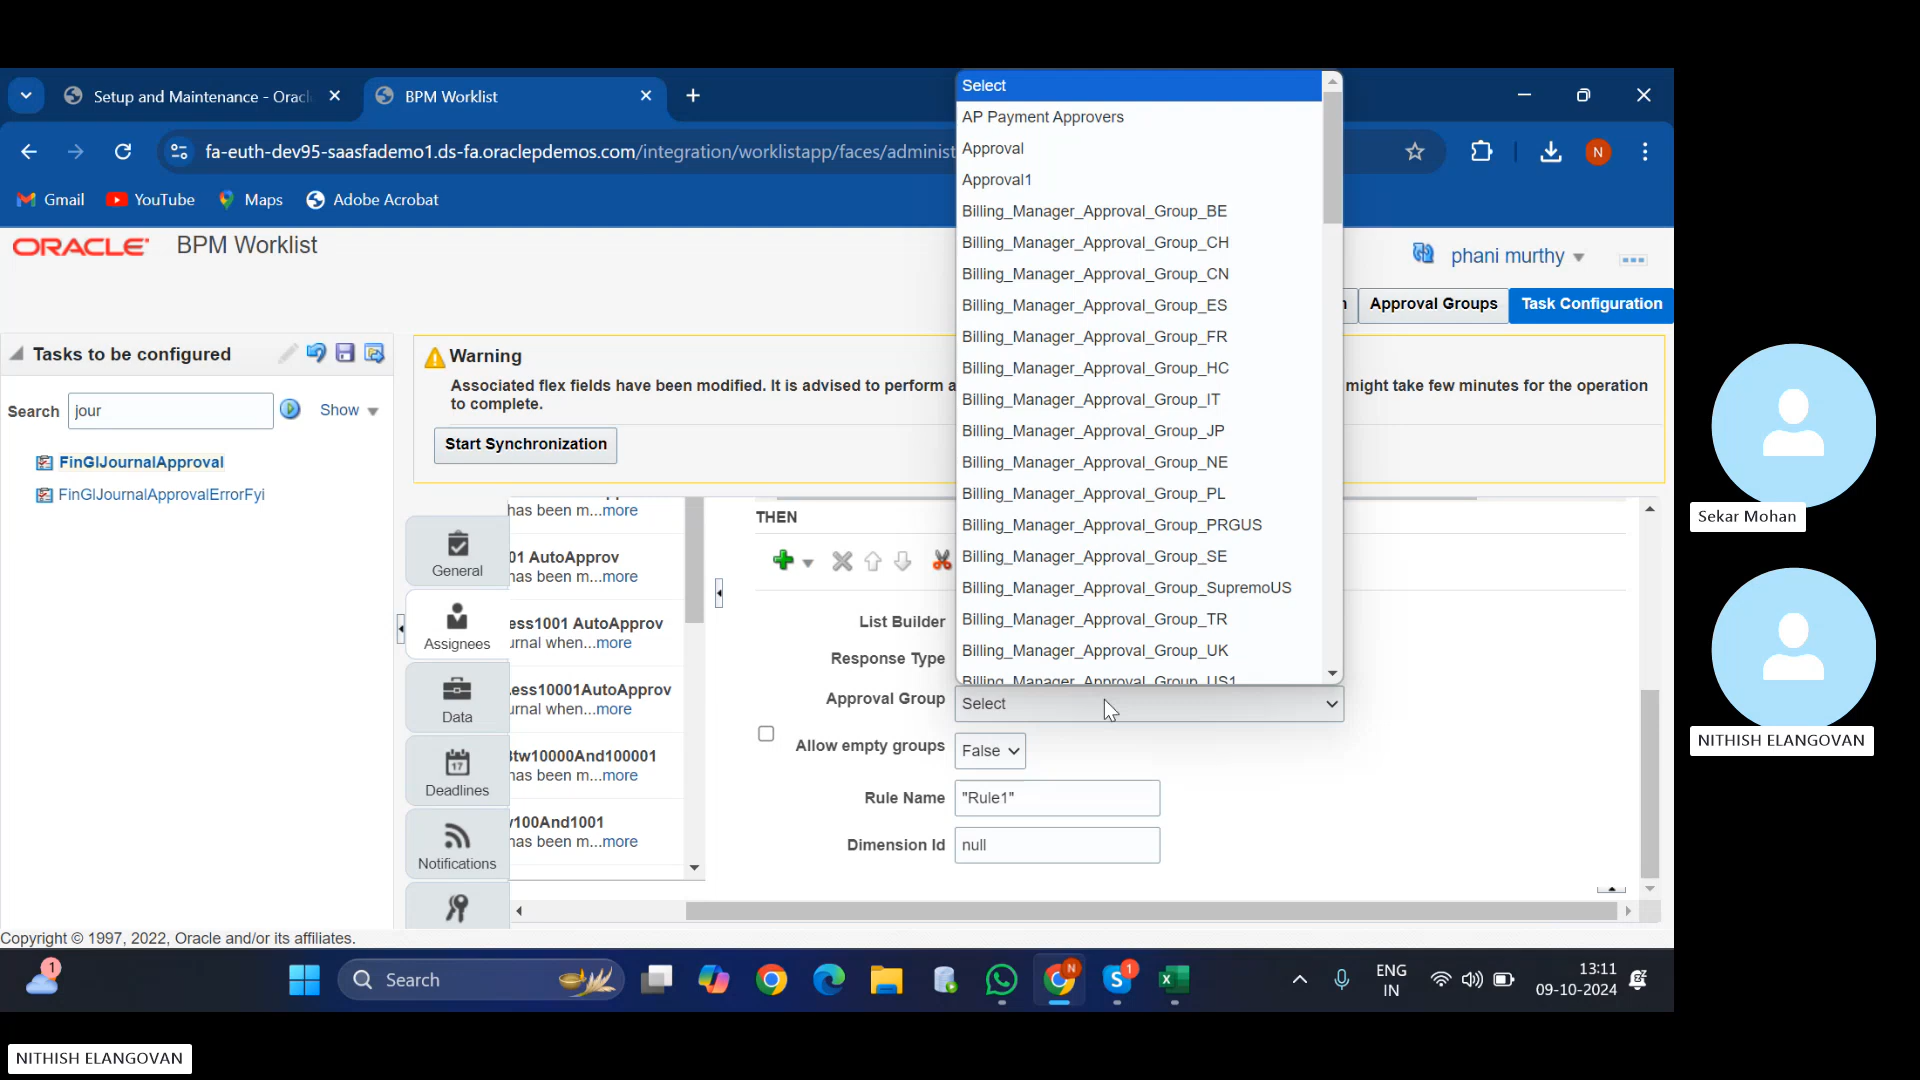 Setup and Maintenance - Oracl
BPM Worklist
fa-euth-dev95-saasfademo1.ds-fa.oraclepdemos.com/integration/worklistapp/faces/administ
N
Gmail
YouTube
Maps
Adobe Acrobat
ORACLE
BPM Worklist
phani murthy
Approval Groups
Task Configuration
Tasks to be configured
Search
jour
Show
FinGlJournalApproval
FinGlJournalApprovalErrorFyi
Warning
Associated flex fields have been modified. It is advised to perform a
might take few minutes for the operation
to complete.
Start Synchronization
General
Assignees
Data
17
Deadlines
Notifications
has been m...more
01 AutoApprov
has been m...more
ess1001 AutoApprov
urnal when...more
ess10001AutoApprov
urnal when...more
Btw10000And100001
has been m...more
w100And1001
has been m...more
THEN
List Builder
Response Type
Approval Group
Select
Allow empty groups
False
Rule Name
"Rule1"
Dimension Id
null
Select
AP Payment Approvers
Approval
Approval1
Billing_Manager_Approval_Group_BE
Billing_Manager_Approval_Group_CH
Billing_Manager_Approval_Group_CN
Billing_Manager_Approval_Group_ES
Billing_Manager_Approval_Group_FR
Billing_Manager_Approval_Group_HC
Billing_Manager_Approval_Group_IT
Billing_Manager_Approval_Group_JP
Billing_Manager_Approval_Group_NE
Billing_Manager_Approval_Group_PL
Billing_Manager_Approval_Group_PRGUS
Billing_Manager_Approval_Group_SE
Billing_Manager_Approval_Group_SupremoUS
Billing_Manager_Approval_Group_TR
Billing_Manager_Approval_Group_UK
Billing_Manager_Approval_Group_US1
Copyright © 1997, 2022, Oracle and/or its affiliates.
1
Search
N
S
1
X
ENG
IN
13:11
09-10-2024
Sekar Mohan
NITHISH ELANGOVAN
NITHISH ELANGOVAN